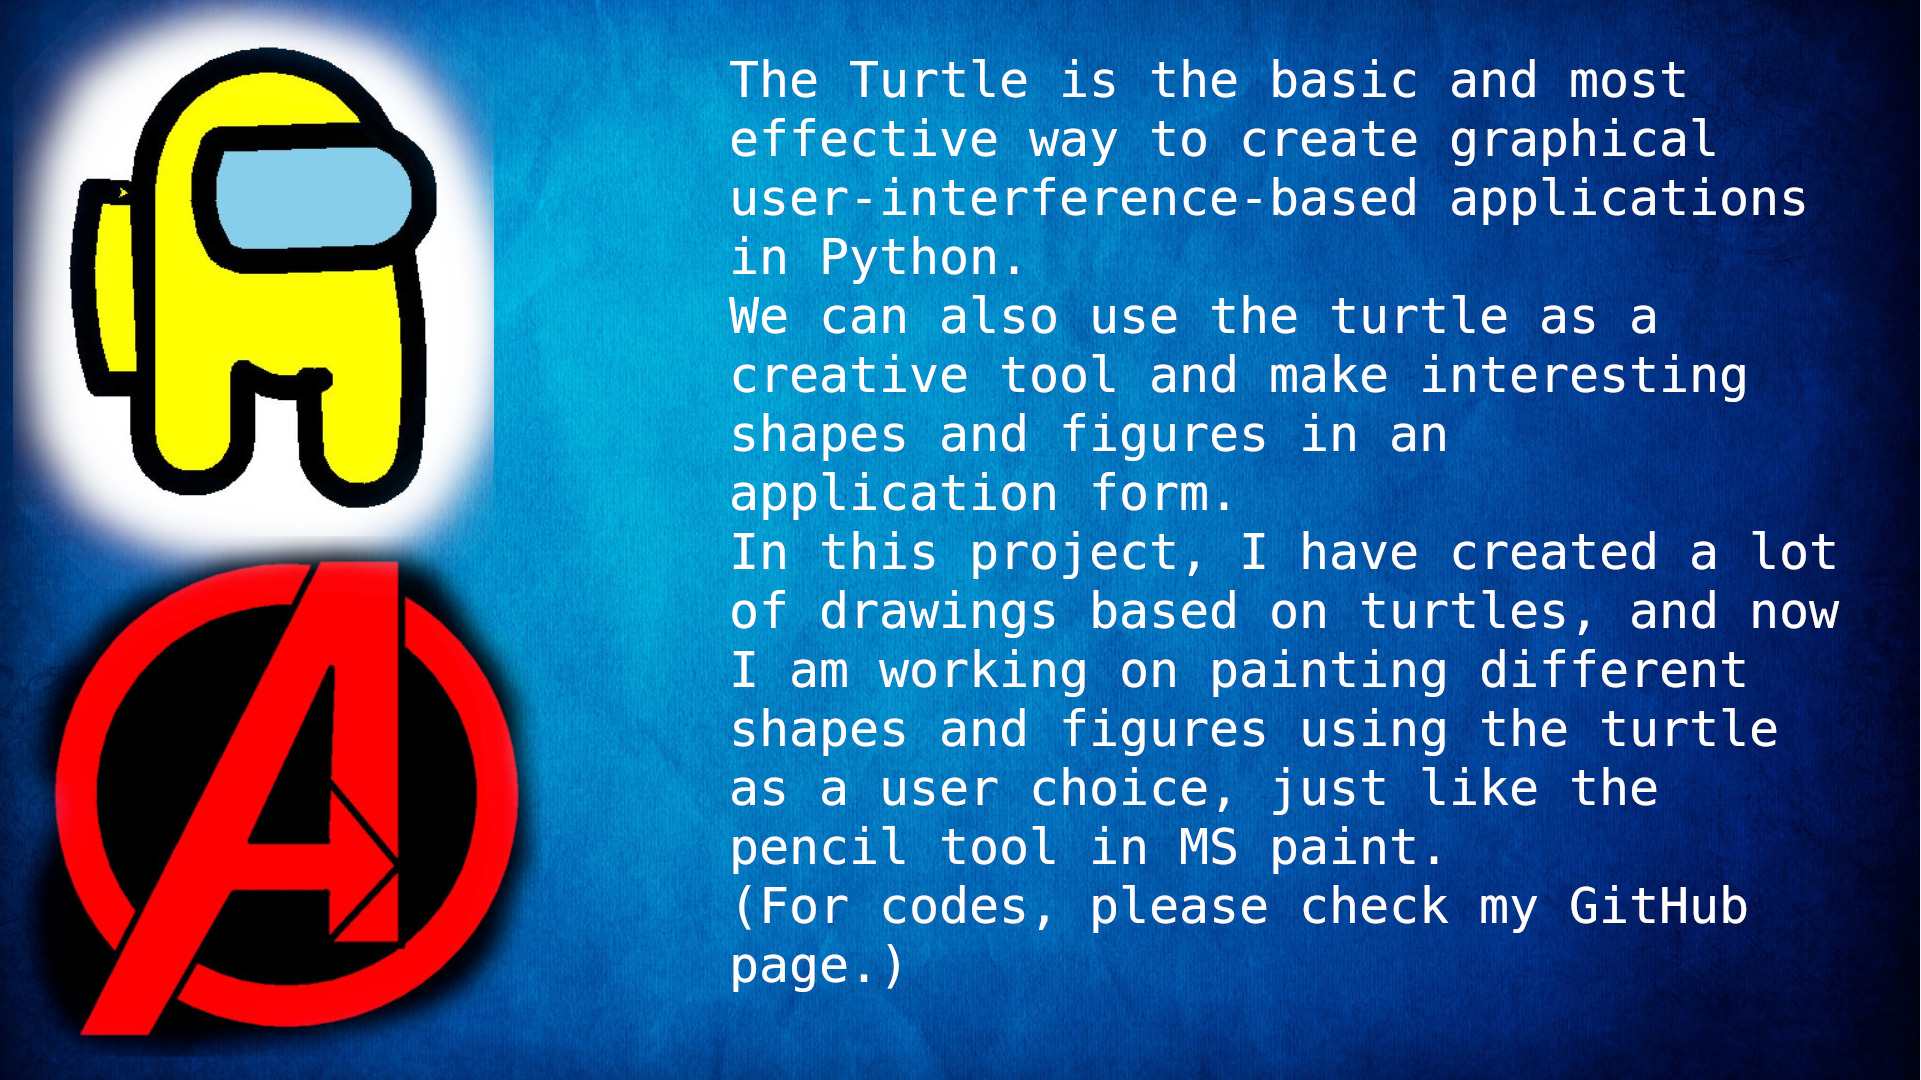 The Turtle is the basic and most
effective way to create graphical
user-interference-based applications
in Python.
We can also use the turtle as a
creative tool and make interesting
shapes and figures in an
application form.
In this project, I have created a lot
of drawings based on turtles, and now
I am working on painting different
shapes and figures using the turtle
as a user choice, just like the
pencil tool in MS paint.
(For codes, please check my GitHub
page.)